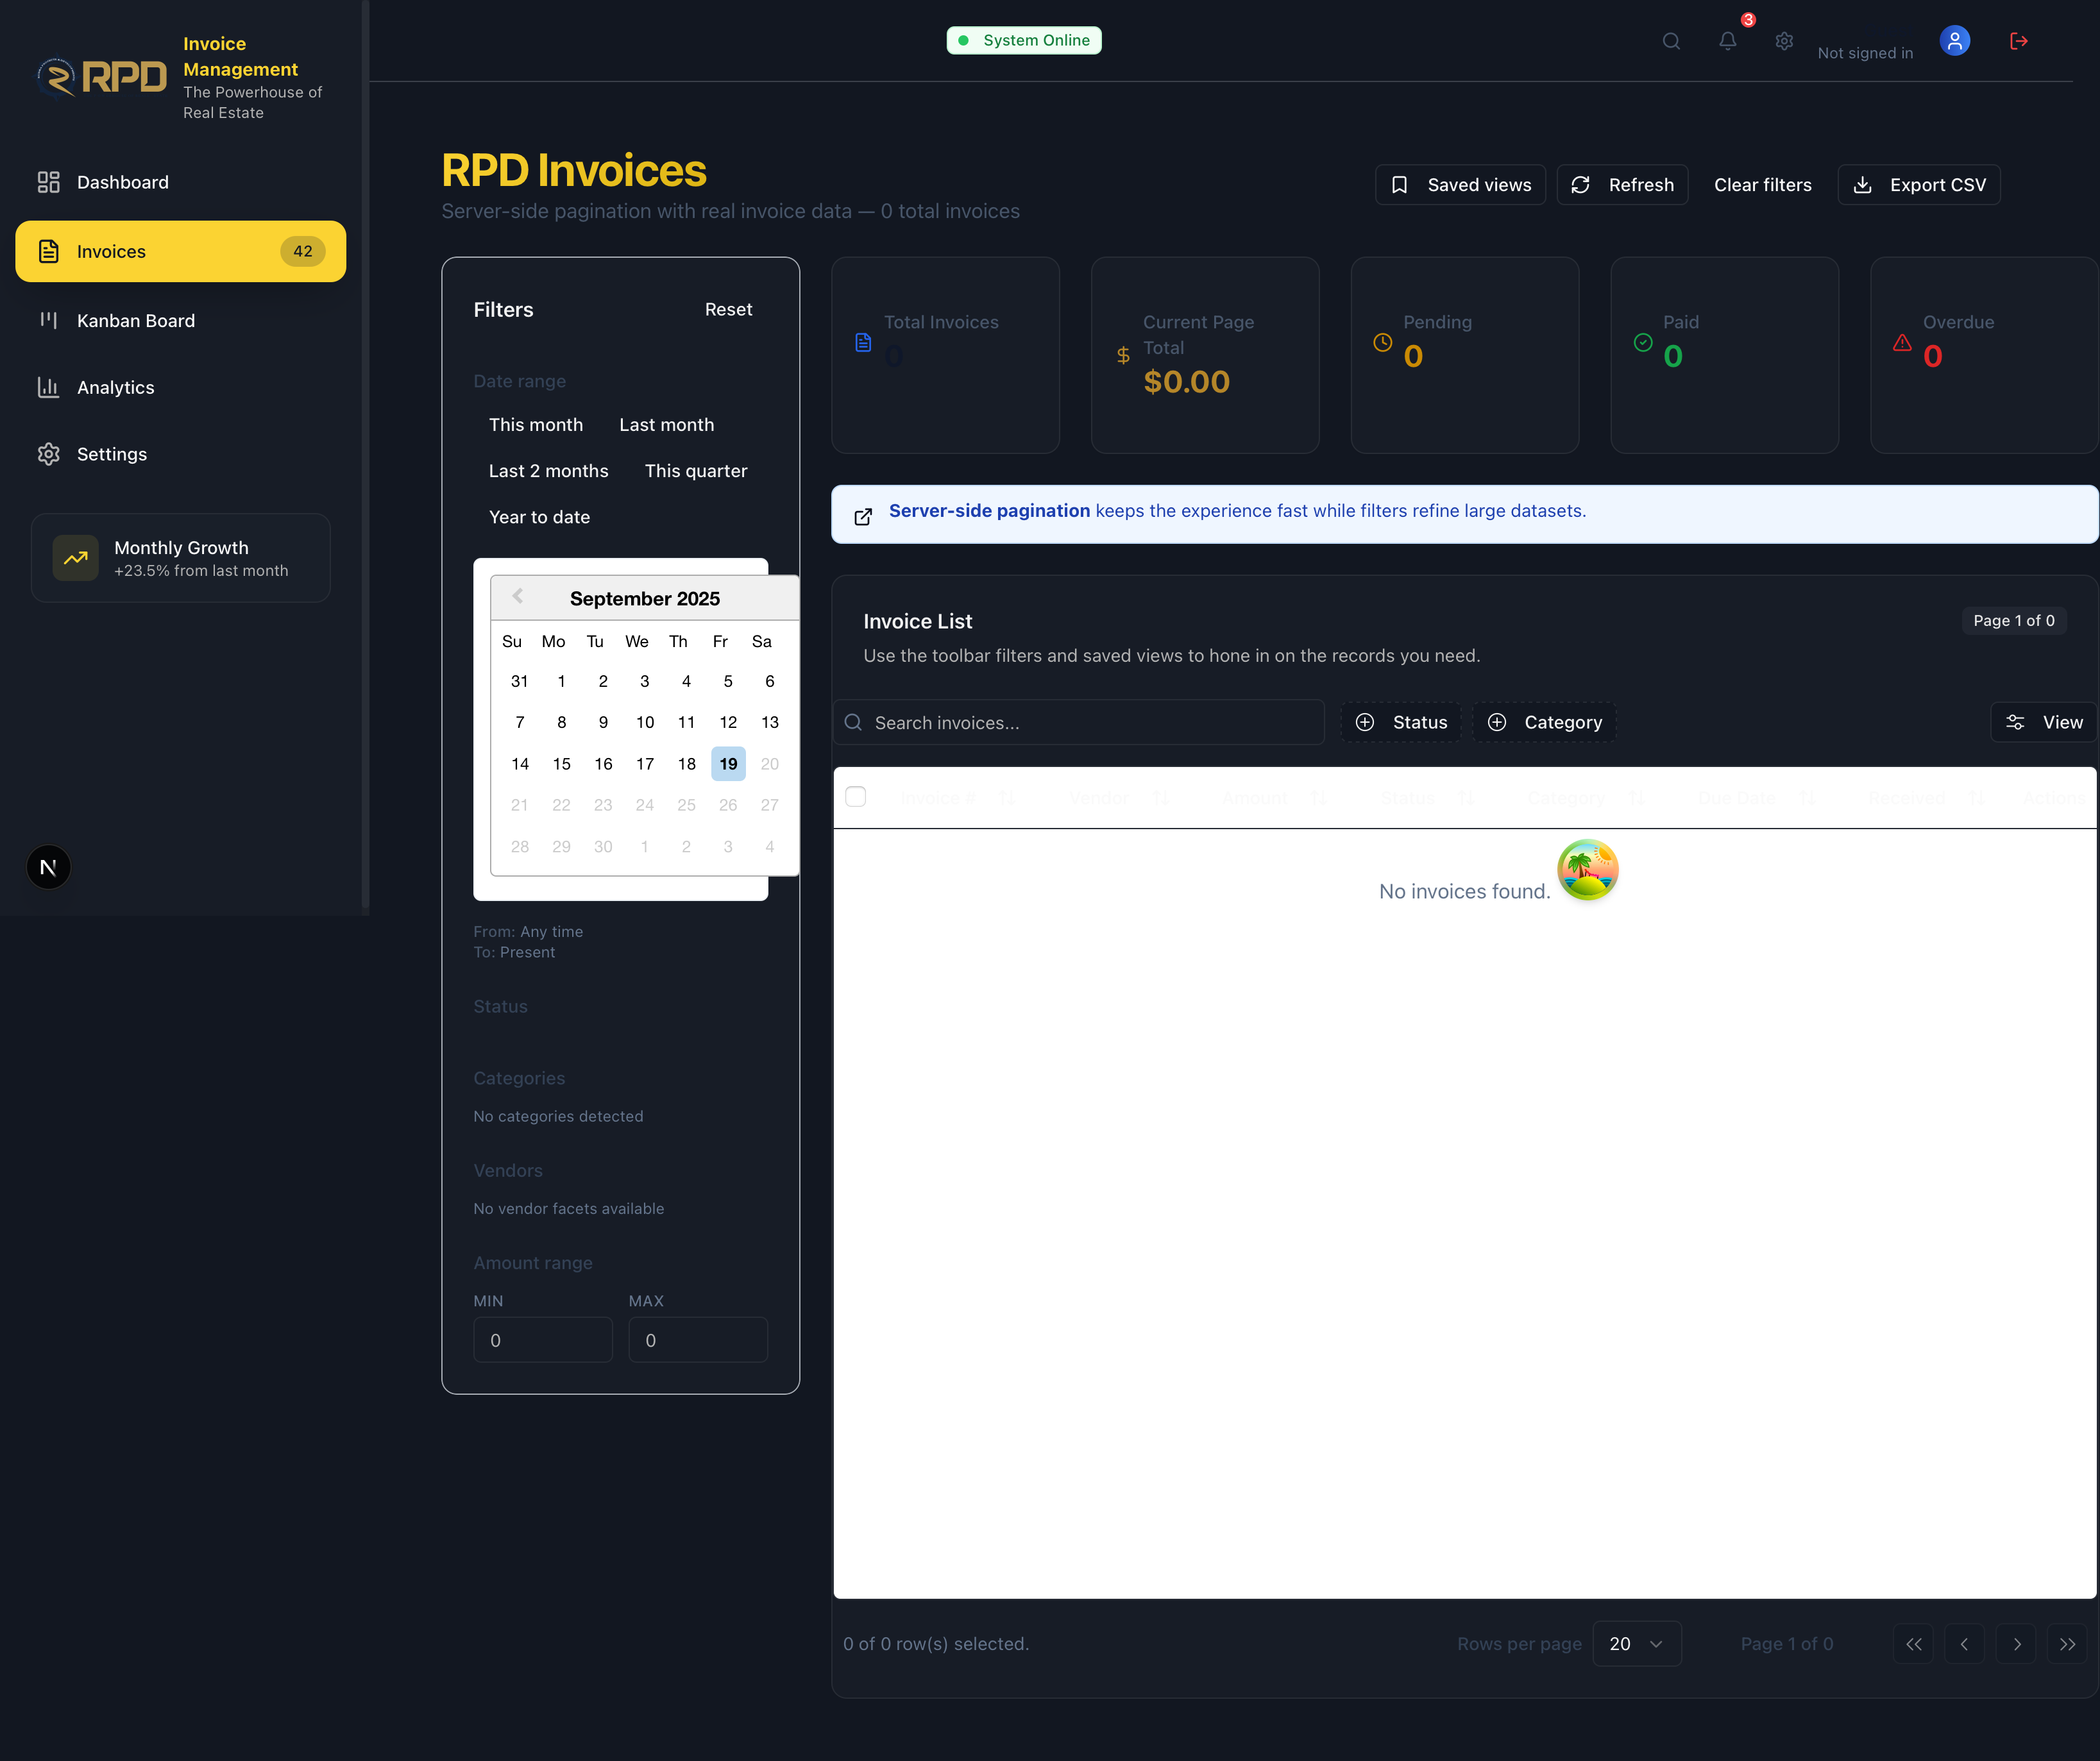 RPD
Invoice
Management
The Powerhouse of
Real Estate
Dashboard
Invoices
42
Kanban Board
Analytics
Settings
Monthly Growth
+23.5% from last month
N
System Online
3
Not signed in
RPD Invoices
Server-side pagination with real invoice data — 0 total invoices
Saved views
Refresh
Clear filters
Export CSV
Filters
Reset
Date range
This month
Last month
Last 2 months
This quarter
Year to date
September 2025
Su Mo Tu We Th Fr Sa
31 1 2 3 4 5 6
7 8 9 10 11 12 13
14 15 16 17 18 19 20
21 22 23 24 25 26 27
28 29 30 1 2 3 4
From: Any time
To: Present
Status
Categories
No categories detected
Vendors
No vendor facets available
Amount range
MIN
MAX
0
0
Total Invoices
0
Current Page
Total
$0.00
Pending
0
Paid
0
Overdue
0
Server-side pagination keeps the experience fast while filters refine large datasets.
Invoice List
Page 1 of 0
Use the toolbar filters and saved views to hone in on the records you need.
Search invoices...
Status
Category
View
Invoice # Vendor Amount Status Category Due Date Received Actions
No invoices found.
0 of 0 row(s) selected.
Rows per page
20
Page 1 of 0